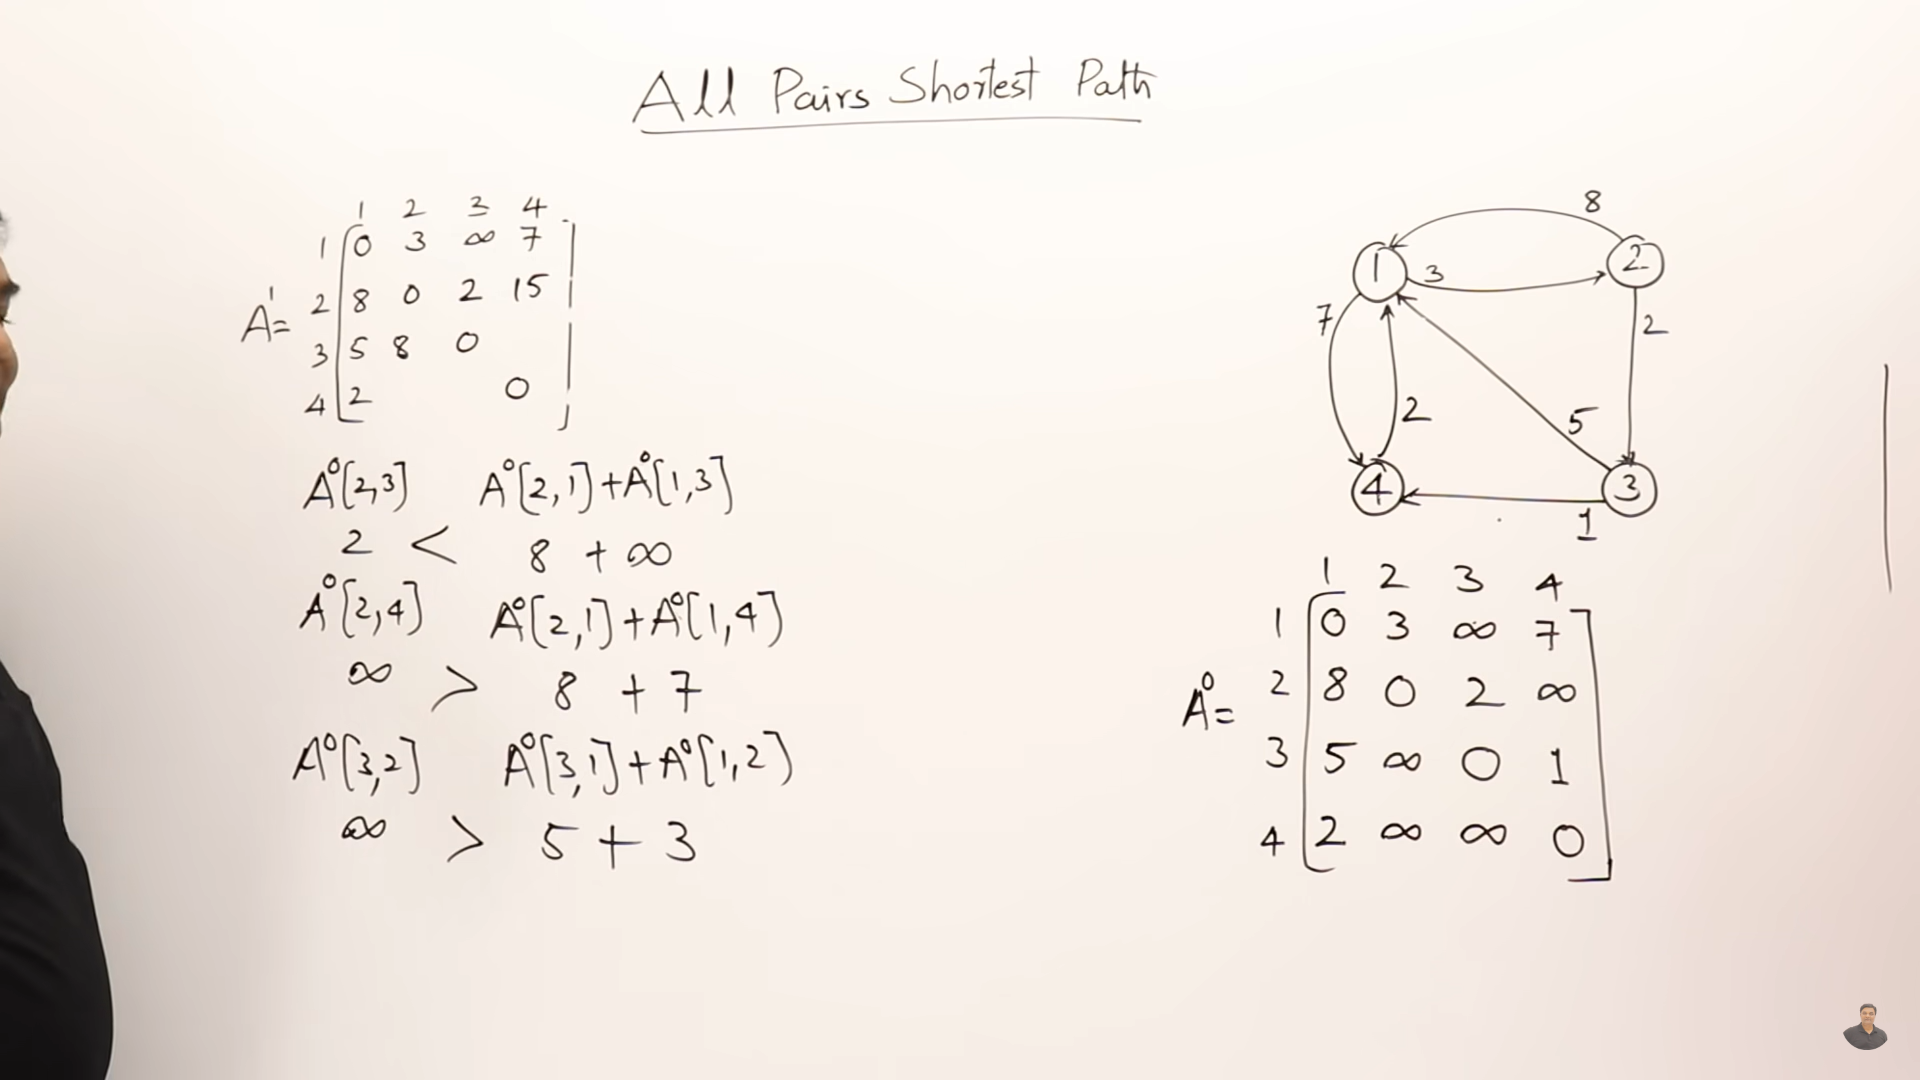 All Pairs Shortest Path
1 2 3 4
1 0 3 ∞ 7
A¹= 2 8 0 2 15
3 5 8 0
4 2 0
A⁰[2,3] A⁰[2,1]+A⁰[1,3]
2 < 8 + ∞
A⁰[2,4] A⁰[2,1]+A⁰[1,4]
∞ > 8 + 7
A⁰[3,2] A⁰[3,1]+A⁰[1,2]
∞ > 5 + 3
8
1 3 2
7 2
2 5
4 3
1
1 2 3 4
1 0 3 ∞ 7
A⁰= 2 8 0 2 ∞
3 5 ∞ 0 1
4 2 ∞ ∞ 0